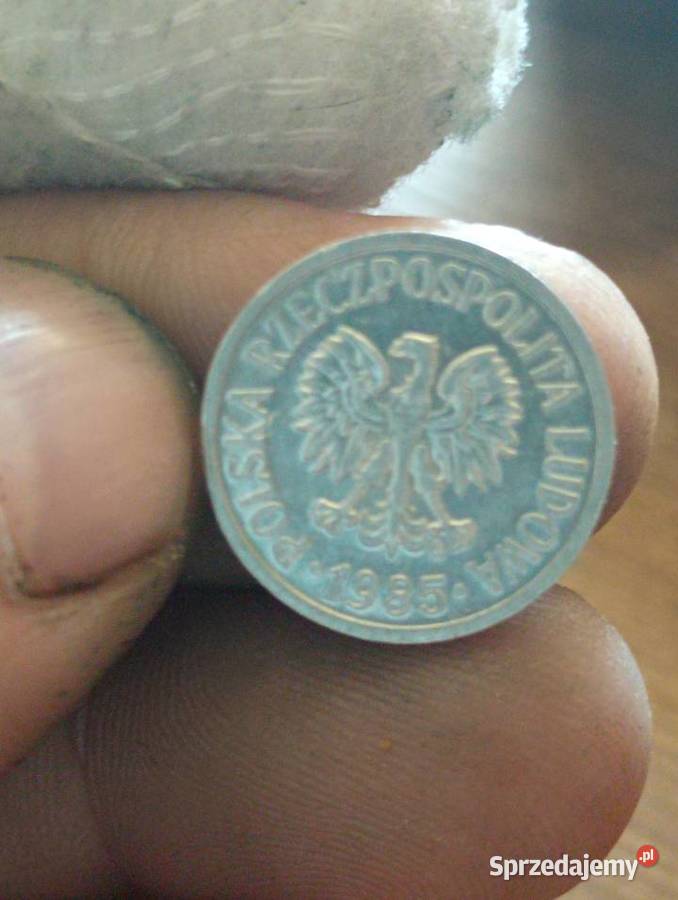 POLSKA RZECZPOSPOLITA LUDOWA
· 1985 ·
Sprzedajemy.pl